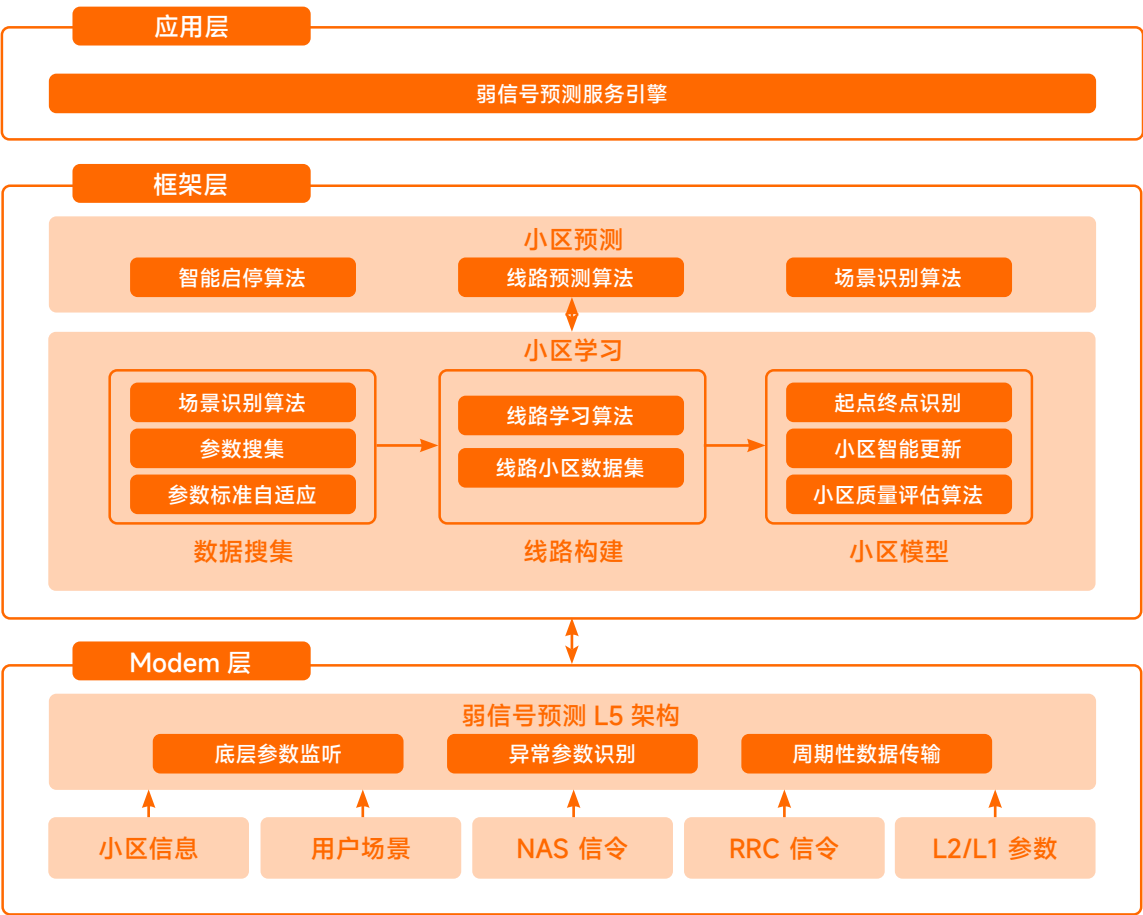 应用层
弱信号预测服务引擎
框架层
小区预测
智能启停算法
线路预测算法
场景识别算法
小区学习
场景识别算法
参数搜集
参数标准自适应
数据搜集
线路学习算法
线路小区数据集
线路构建
起点终点识别
小区智能更新
小区质量评估算法
小区模型
Modem 层
弱信号预测 L5 架构
底层参数监听
异常参数识别
周期性数据传输
小区信息
用户场景
NAS 信令
RRC 信令
L2/L1 参数